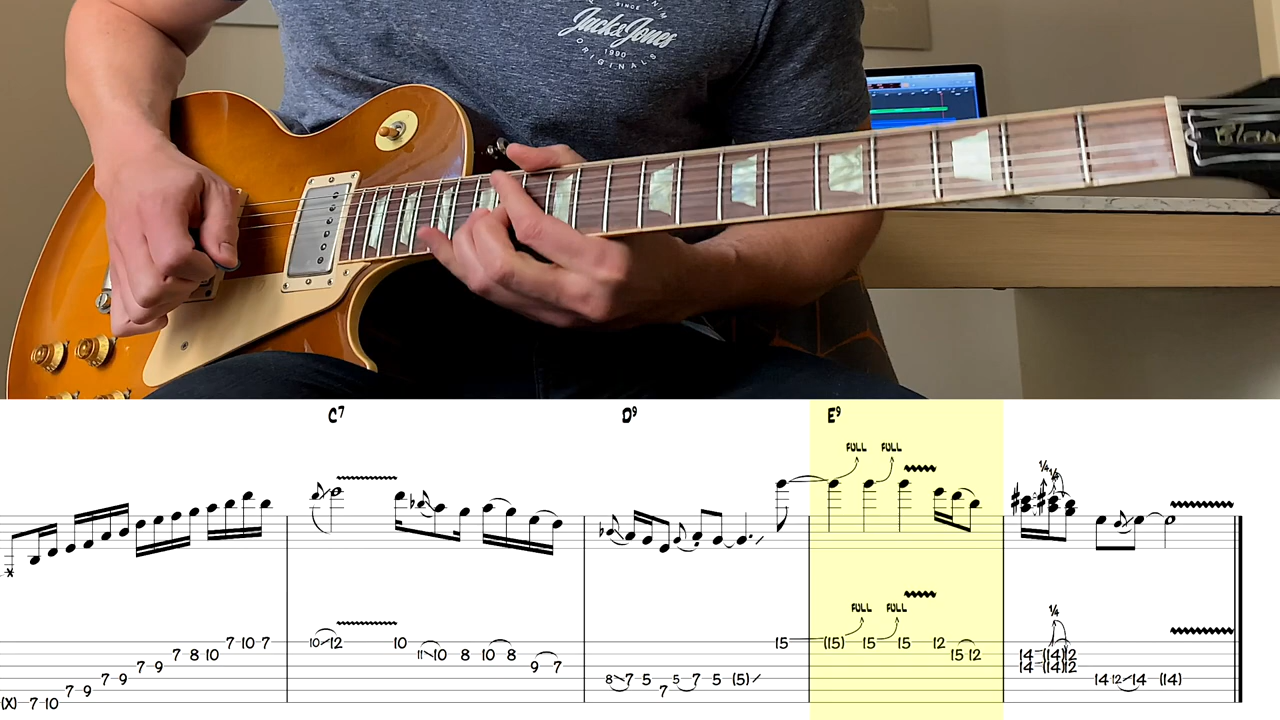 SINCE
Jack&Jones
1990
ORIGINALS
C7
D9
E9
FULL FULL
1/4
1/4
FULL FULL
1/4
(X) 7 10 7 9 7 9 7 9 7 8 10 7 10 7
10 12 10 11 10 8 10 8 9 7
8 7 5 7 5 7 5 (5) 15
(15) 15 15 12 15 12
14 (14) 12
14 (14) 12
14 12 14 (14)